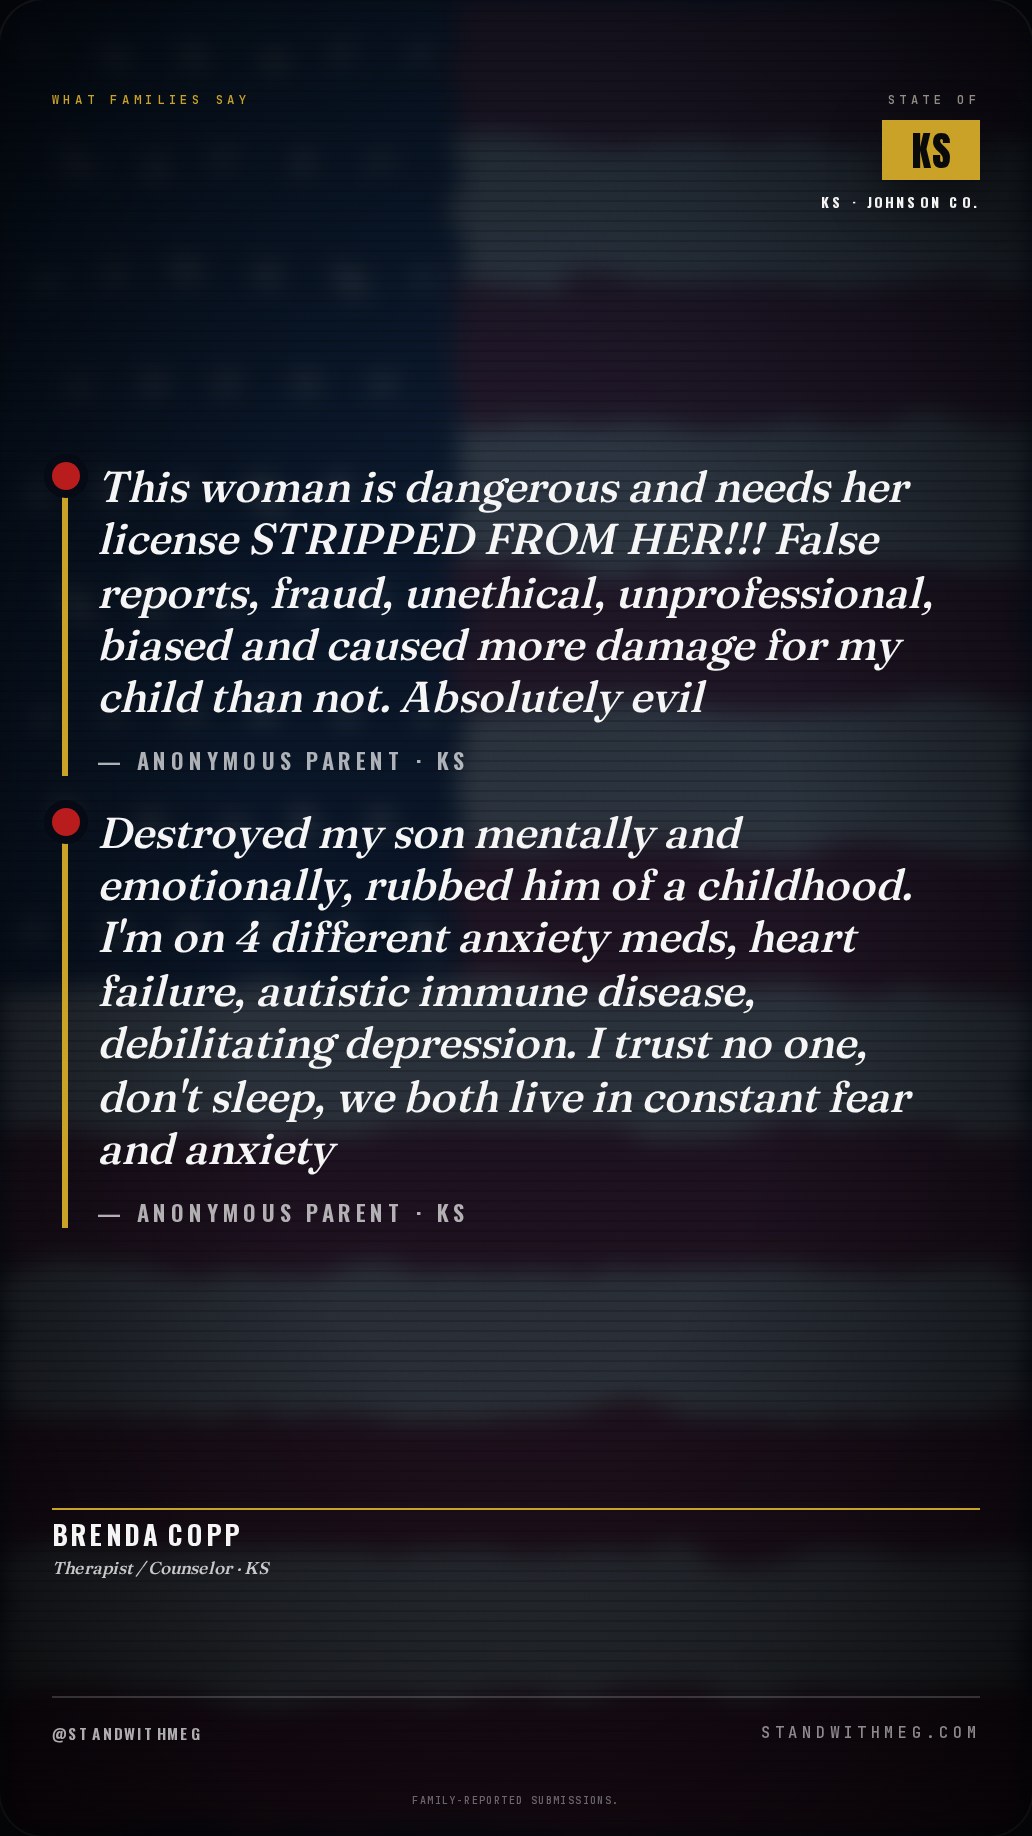 WHAT FAMILIES SAY
STATE OF
KS
KS · JOHNSON CO.
This woman is dangerous and needs her
license STRIPPED FROM HER!!! False
reports, fraud, unethical, unprofessional,
biased and caused more damage for my
child than not. Absolutely evil
— ANONYMOUS PARENT · KS
Destroyed my son mentally and
emotionally, rubbed him of a childhood.
I'm on 4 different anxiety meds, heart
failure, autistic immune disease,
debilitating depression. I trust no one,
don't sleep, we both live in constant fear
and anxiety
— ANONYMOUS PARENT · KS
BRENDA COPP
Therapist / Counselor · KS
@STANDWITHMEG
STANDWITHMEG.COM
FAMILY-REPORTED SUBMISSIONS.